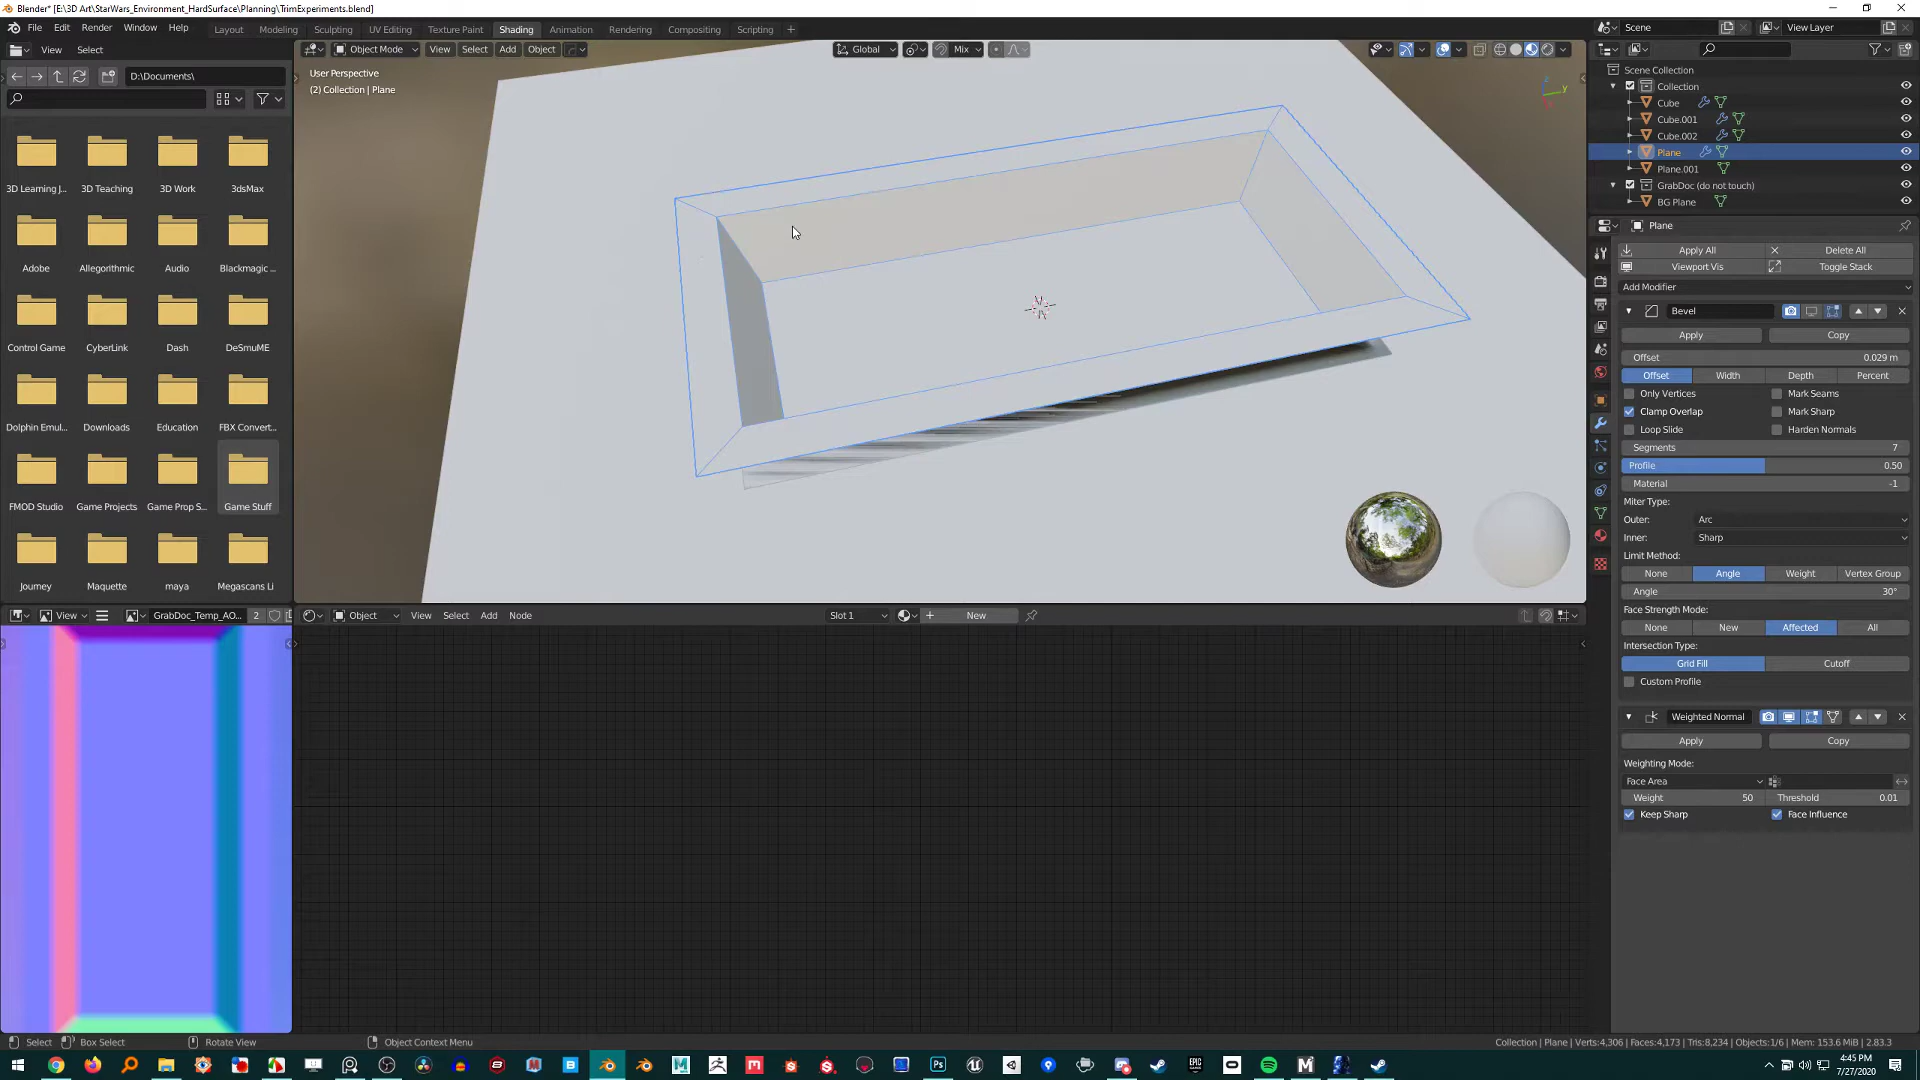 Blender* [E:\3D Art\StarWars_Environment_HardSurface\Planning\TrimExperiments.blend]
File Edit Render Window Help
Layout Modeling Sculpting UV Editing Texture Paint Shading Animation Rendering Compositing Scripting
Scene View Layer
View Select
Object Mode View Select Add Object
Global Mix
D:\Documents\
User Perspective
(2) Collection | Plane
Scene Collection
Collection
Cube
Cube.001
Cube.002
Plane
Plane.001
GrabDoc (do not touch)
BG Plane
3D Learning J...
3D Teaching
3D Work
3dsMax
Adobe
Allegorithmic
Audio
Blackmagic ...
Control Game
CyberLink
Dash
DeSmuME
Dolphin Emul...
Downloads
Education
FBX Convert...
FMOD Studio
Game Projects
Game Prop S...
Game Stuff
Journey
Maquette
maya
Megascans Li
Plane
Apply All Delete All
Viewport Vis Toggle Stack
Add Modifier
Bevel
Apply Copy
Offset 0.029 m
Offset Width Depth Percent
Only Vertices Mark Seams
Clamp Overlap Mark Sharp
Loop Slide Harden Normals
Segments 7
Profile 0.50
Material -1
Miter Type:
Outer: Arc
Inner: Sharp
Limit Method:
None Angle Weight Vertex Group
Angle 30°
Face Strength Mode:
None New Affected All
Intersection Type:
Grid Fill Cutoff
Custom Profile
Weighted Normal
Apply Copy
Weighting Mode:
Face Area
Weight 50 Threshold 0.01
Keep Sharp Face Influence
View GrabDoc_Temp_AO... 2
Object View Select Add Node Slot 1 New
Select Box Select Rotate View Object Context Menu
Collection | Plane | Verts:4,306 | Faces:4,173 | Tris:8,234 | Objects:1/6 | Mem: 153.6 MiB | 2.83.3
4:45 PM
7/27/2020